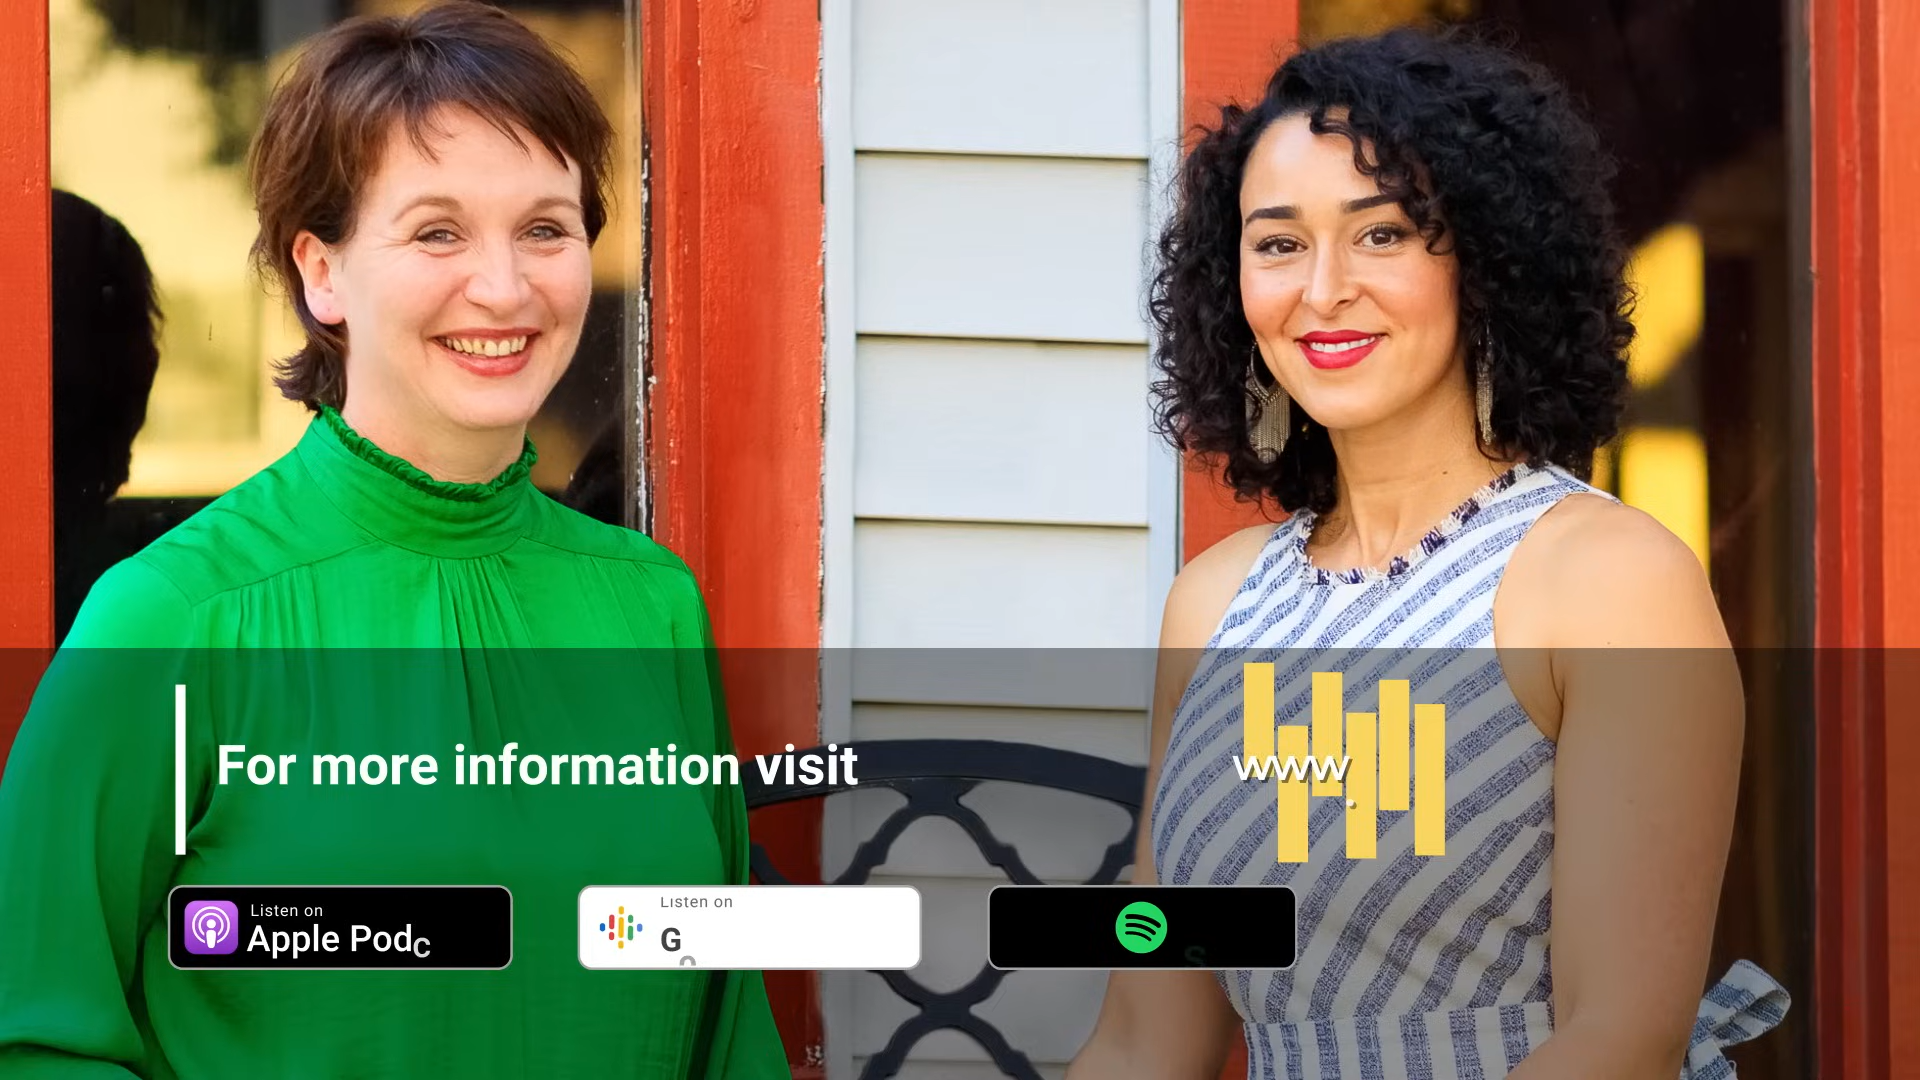 For more information visit
www.
Listen on
Apple Podc
Listen on
G
S